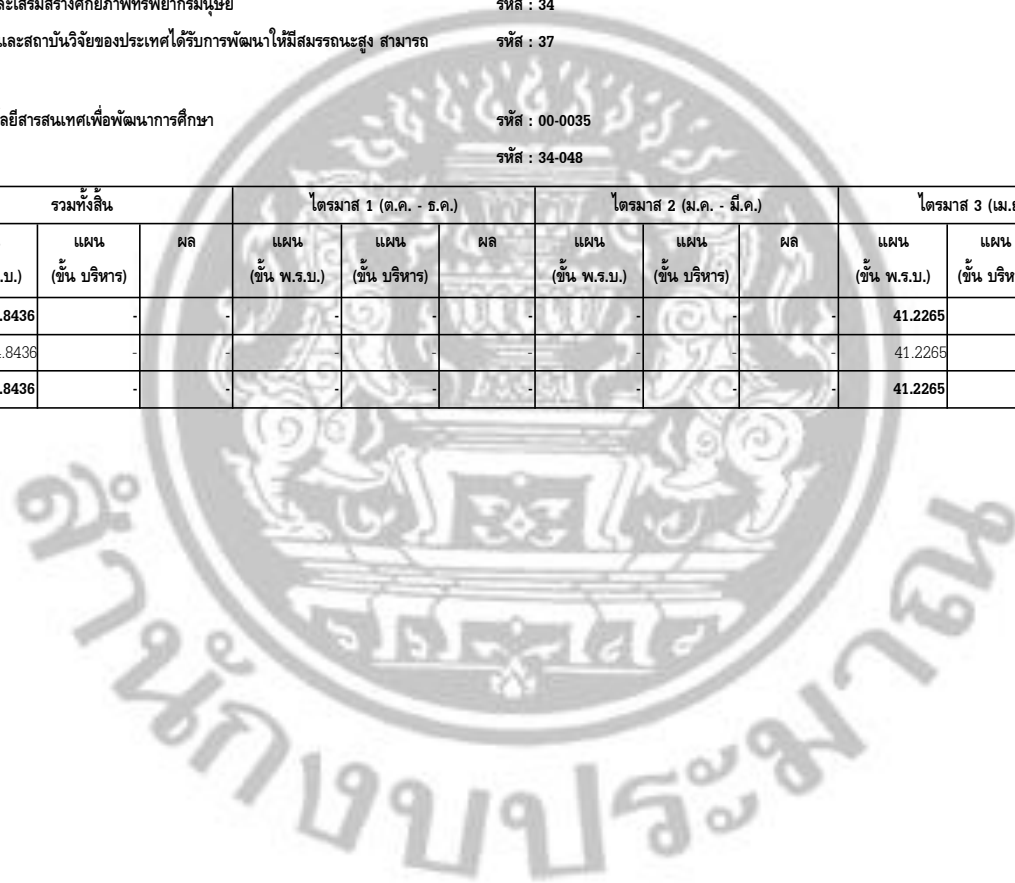 ละเสริมสร้างศักยภาพทรัพยากรมนุษย์ รหัส : 34
และสถาบันวิจัยของประเทศได้รับการพัฒนาให้มีสมรรถนะสูง สามารถ รหัส : 37
ลยีสารสนเทศเพื่อพัฒนาการศึกษา รหัส : 00-0035
รหัส : 34-048
รวมทั้งสิ้น ไตรมาส 1 (ต.ค. - ธ.ค.) ไตรมาส 2 (ม.ค. - มี.ค.) ไตรมาส 3 (เม.ย
แผน ผล แผน แผน ผล แผน แผน ผล แผน แผน
.บ.) (ขั้น บริหาร) (ขั้น พ.ร.บ.) (ขั้น บริหาร) (ขั้น พ.ร.บ.) (ขั้น บริหาร) (ขั้น พ.ร.บ.) (ขั้น บริห
.8436 - - - - - - - - 41.2265
.8436 - - - - - - - - 41.2265
.8436 - - - - - - - - 41.2265
สำนักงบประมาณ